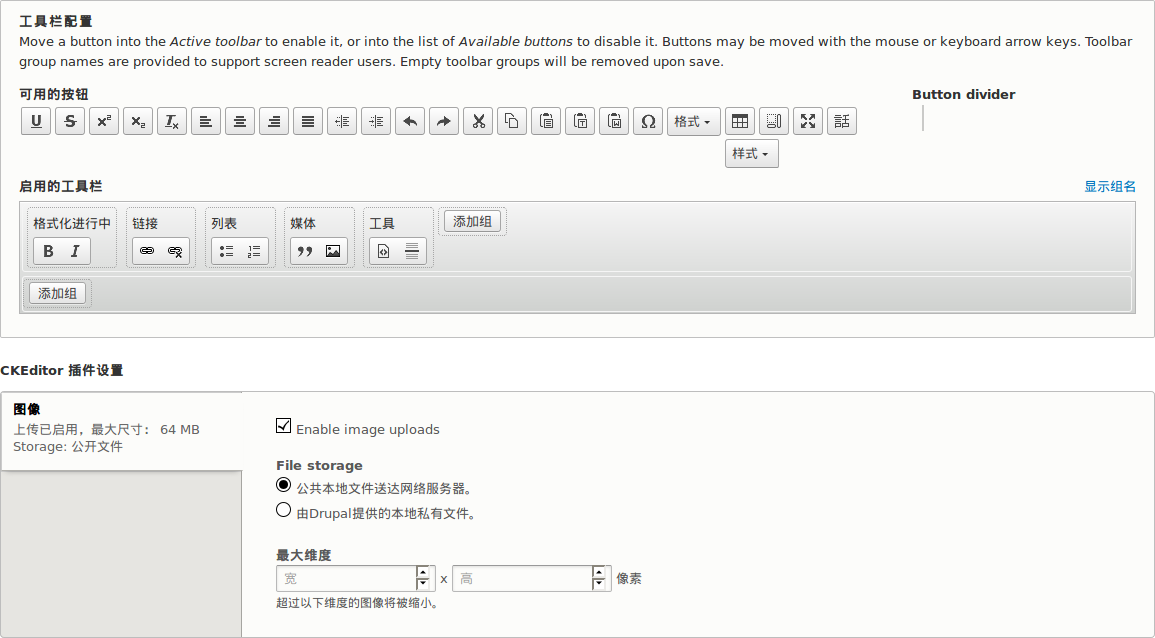 工具栏配置
Move a button into the Active toolbar to enable it, or into the list of Available buttons to disable it. Buttons may be moved with the mouse or keyboard arrow keys. Toolbar
group names are provided to support screen reader users. Empty toolbar groups will be removed upon save.
可用的按钮
Button divider
格式
話
样式
启用的工具栏
显示组名
格式化进行中
链接
列表
媒体
工具
添加组
B I
添加组
CKEditor 插件设置
图像
上传已启用，最大尺寸： 64 MB
Storage: 公开文件
Enable image uploads
File storage
公共本地文件送达网络服务器。
由Drupal提供的本地私有文件。
最大维度
宽 x 高 像素
超过以下维度的图像将被缩小。